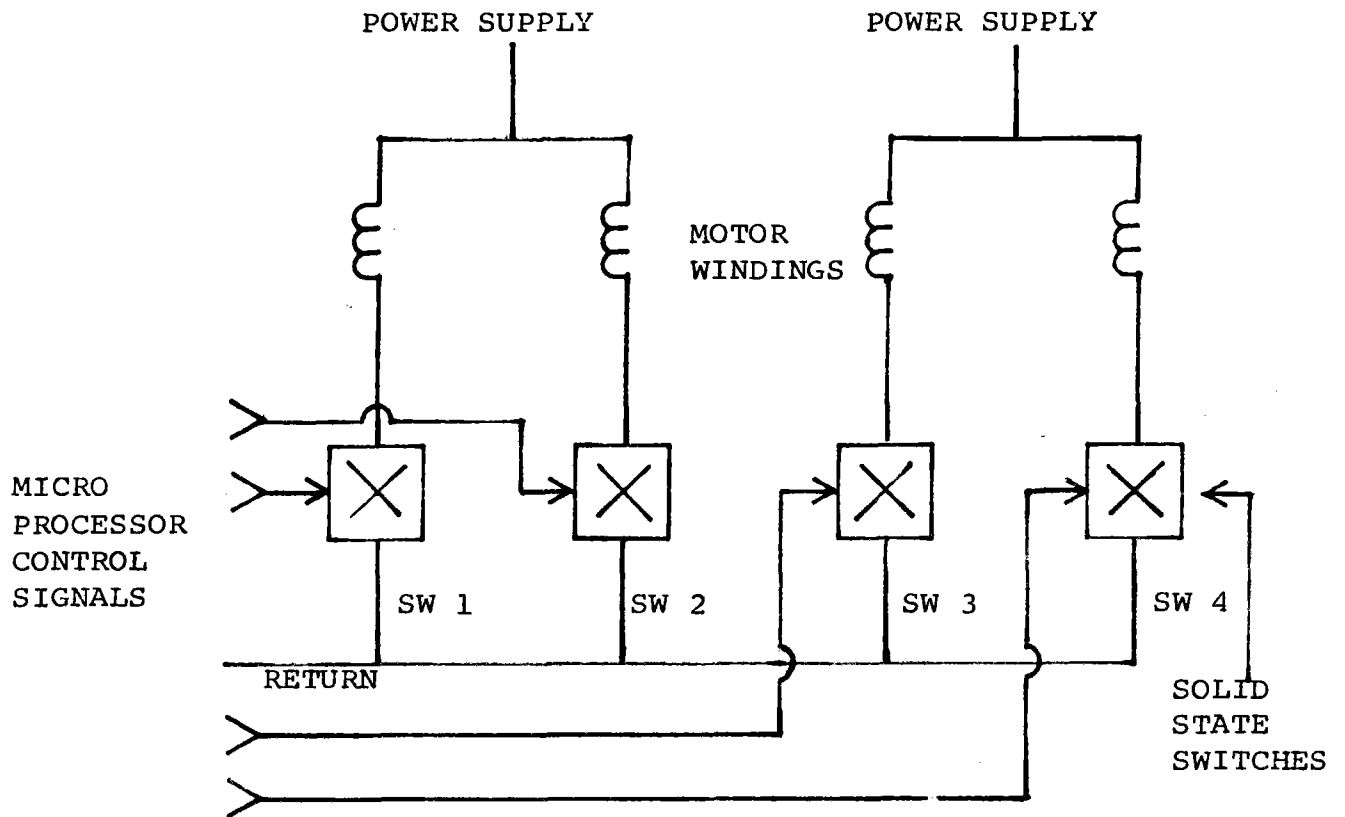 POWER SUPPLY
POWER SUPPLY
MOTOR
WINDINGS
MICRO
PROCESSOR
CONTROL
SIGNALS
SW 1
SW 2
SW 3
SW 4
RETURN
SOLID
STATE
SWITCHES